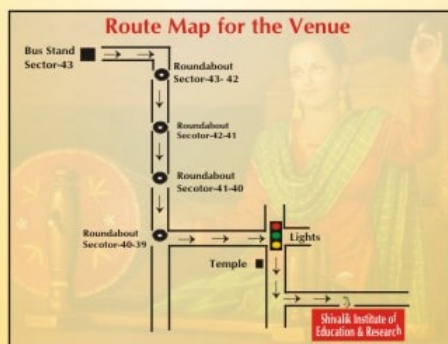 Route Map for the Venue
Bus Stand
Sector-43
Roundabout
Sector-43- 42
Roundabout
Secotor-42-41
Roundabout
Secotor-41-40
Roundabout
Secotor-40-39
Lights
Temple
Shivalik Institute of
Education & Research